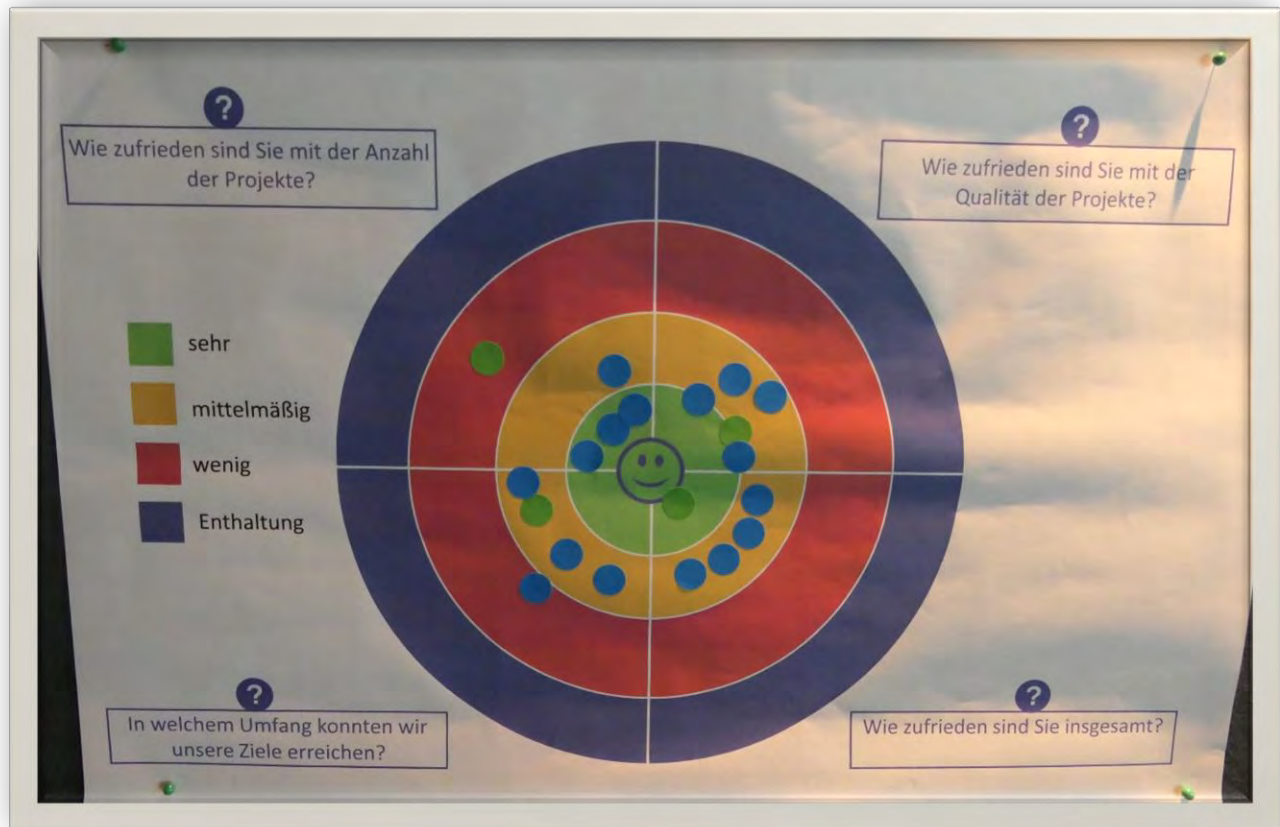 ?
Wie zufrieden sind Sie mit der Anzahl
der Projekte?
?
Wie zufrieden sind Sie mit der
Qualität der Projekte?
sehr
mittelmäßig
wenig
Enthaltung
?
In welchem Umfang konnten wir
unsere Ziele erreichen?
?
Wie zufrieden sind Sie insgesamt?